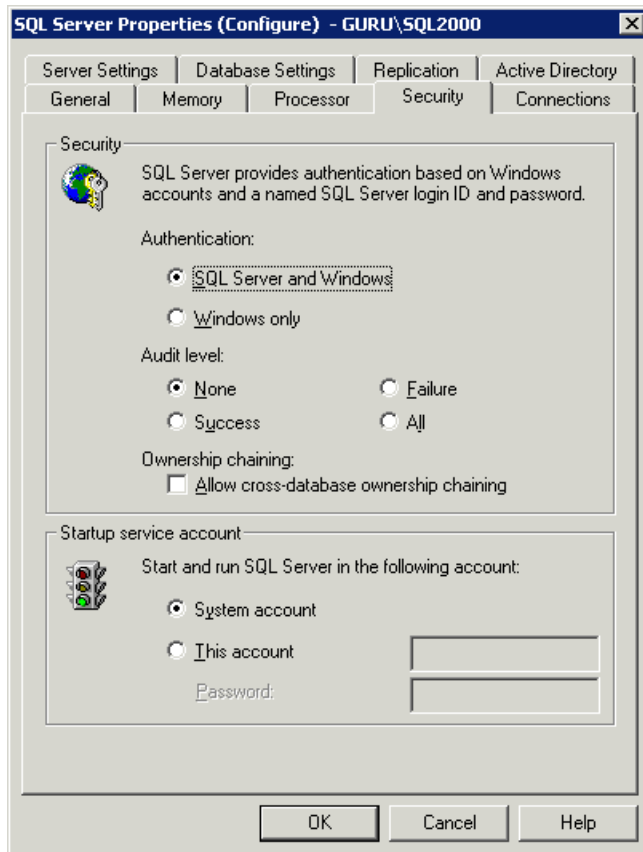 SQL Server Properties (Configure) - GURU\SQL2000
Server Settings Database Settings Replication Active Directory
General Memory Processor Security Connections
Security
SQL Server provides authentication based on Windows
accounts and a named SQL Server login ID and password.
Authentication:
SQL Server and Windows
Windows only
Audit level:
None Failure
Success All
Ownership chaining:
Allow cross-database ownership chaining
Startup service account
Start and run SQL Server in the following account:
System account
This account
Password:
OK Cancel Help